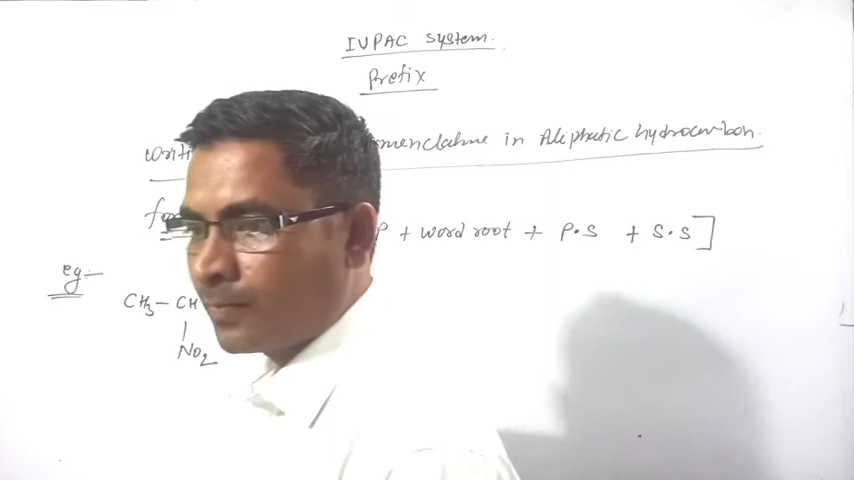 IUPAC system.
Prefix
menclature in Aliphatic hydrocarbon.
P + word root + P.S + S.S ]
eg:-
CH3 - CH
|
NO2